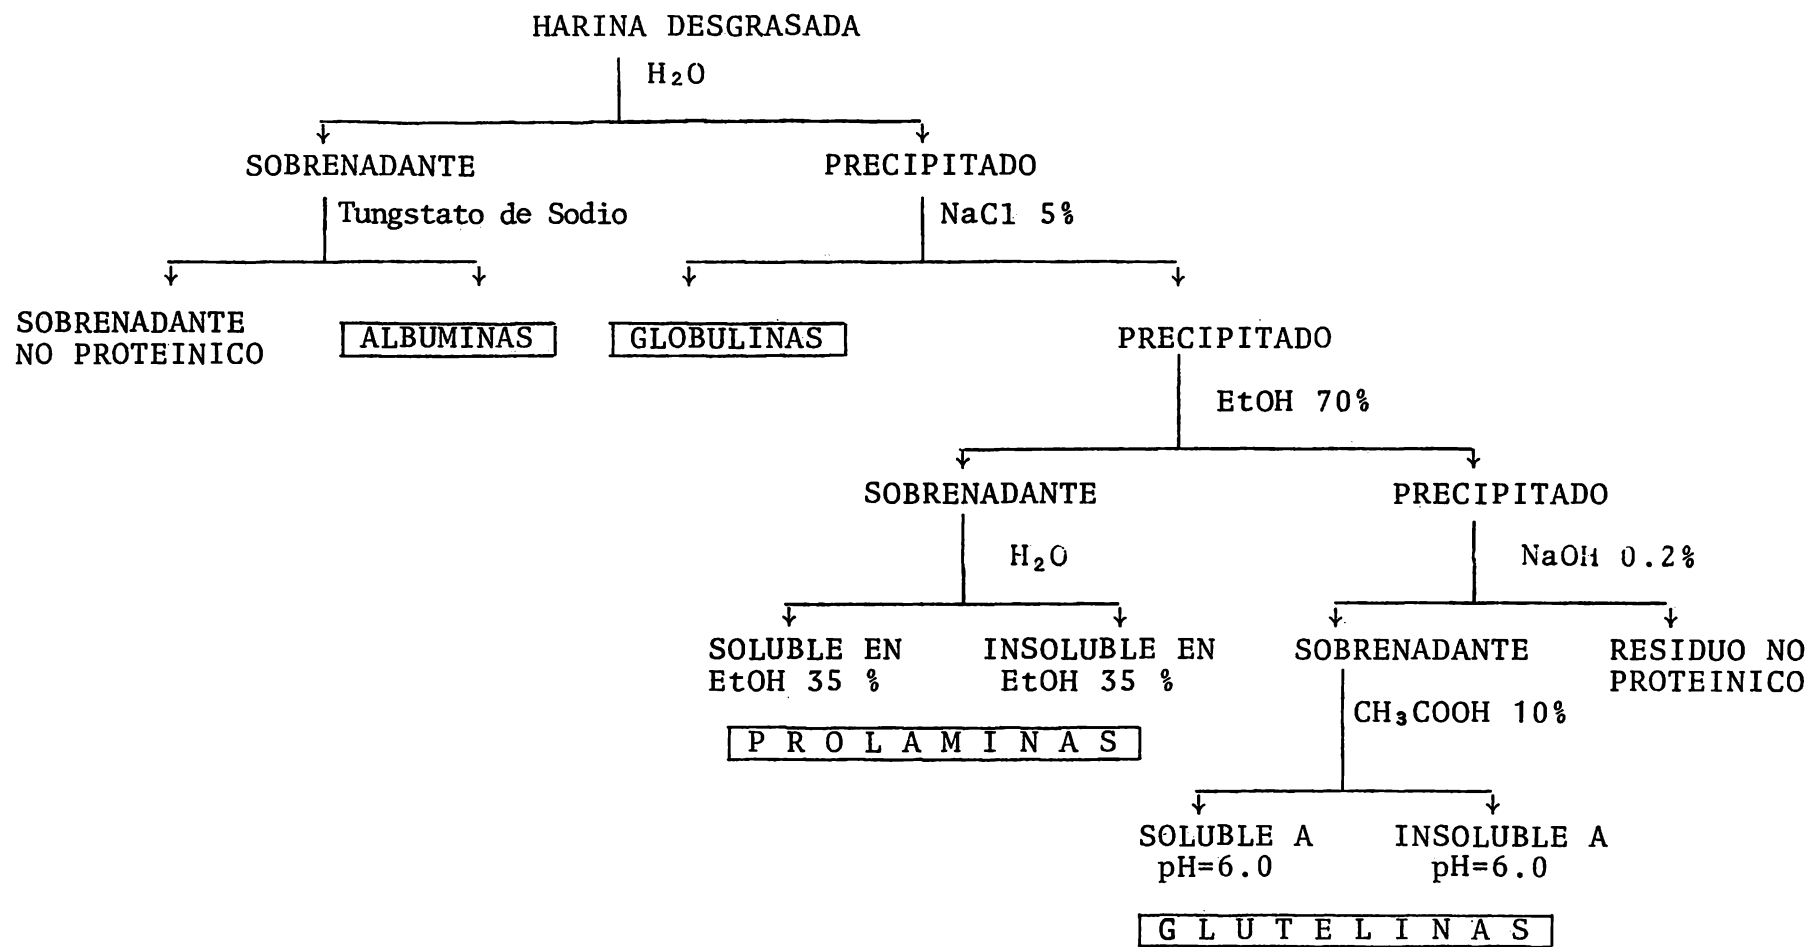 HARINA DESGRASADA
H₂O
SOBRENADANTE
PRECIPITADO
Tungstato de Sodio
NaCl 5%
SOBRENADANTE
NO PROTEINICO
ALBUMINAS
GLOBULINAS
PRECIPITADO
EtOH 70%
SOBRENADANTE
PRECIPITADO
H₂O
NaOH 0.2%
SOLUBLE EN
EtOH 35 %
INSOLUBLE EN
EtOH 35 %
SOBRENADANTE
RESIDUO NO
PROTEINICO
PROLAMINAS
CH₃COOH 10%
SOLUBLE A
pH=6.0
INSOLUBLE A
pH=6.0
GLUTELINAS